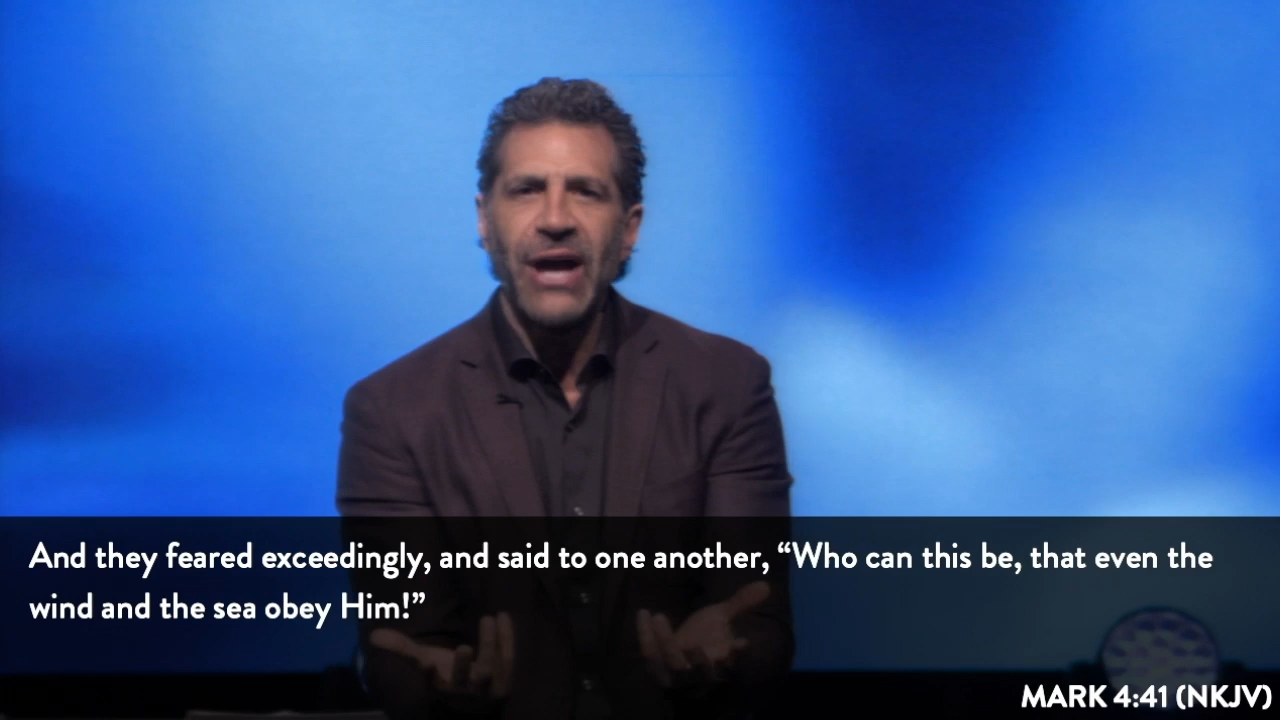 And they feared exceedingly, and said to one another, “Who can this be, that even the
wind and the sea obey Him!”
MARK 4:41 (NKJV)